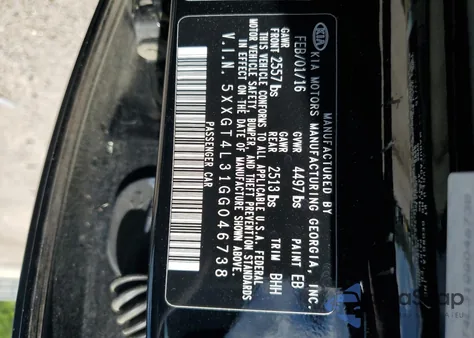 KIA
MANUFACTURED BY
KIA MOTORS MANUFACTURING GEORGIA, INC.
FEB/01/16 GVWR 4497lbs PAINT EB
GAWR GAWR
FRONT 2557lbs REAR 2513lbs TRIM BHH
THIS VEHICLE CONFORMS TO ALL APPLICABLE U.S.A. FEDERAL
MOTOR VEHICLE SAFETY, BUMPER, AND THEFT PREVENTION STANDARDS
IN EFFECT ON THE DATE OF MANUFACTURE SHOWN ABOVE.
V.I.N. 5XXGT4L31GG046738
PASSENGER CAR